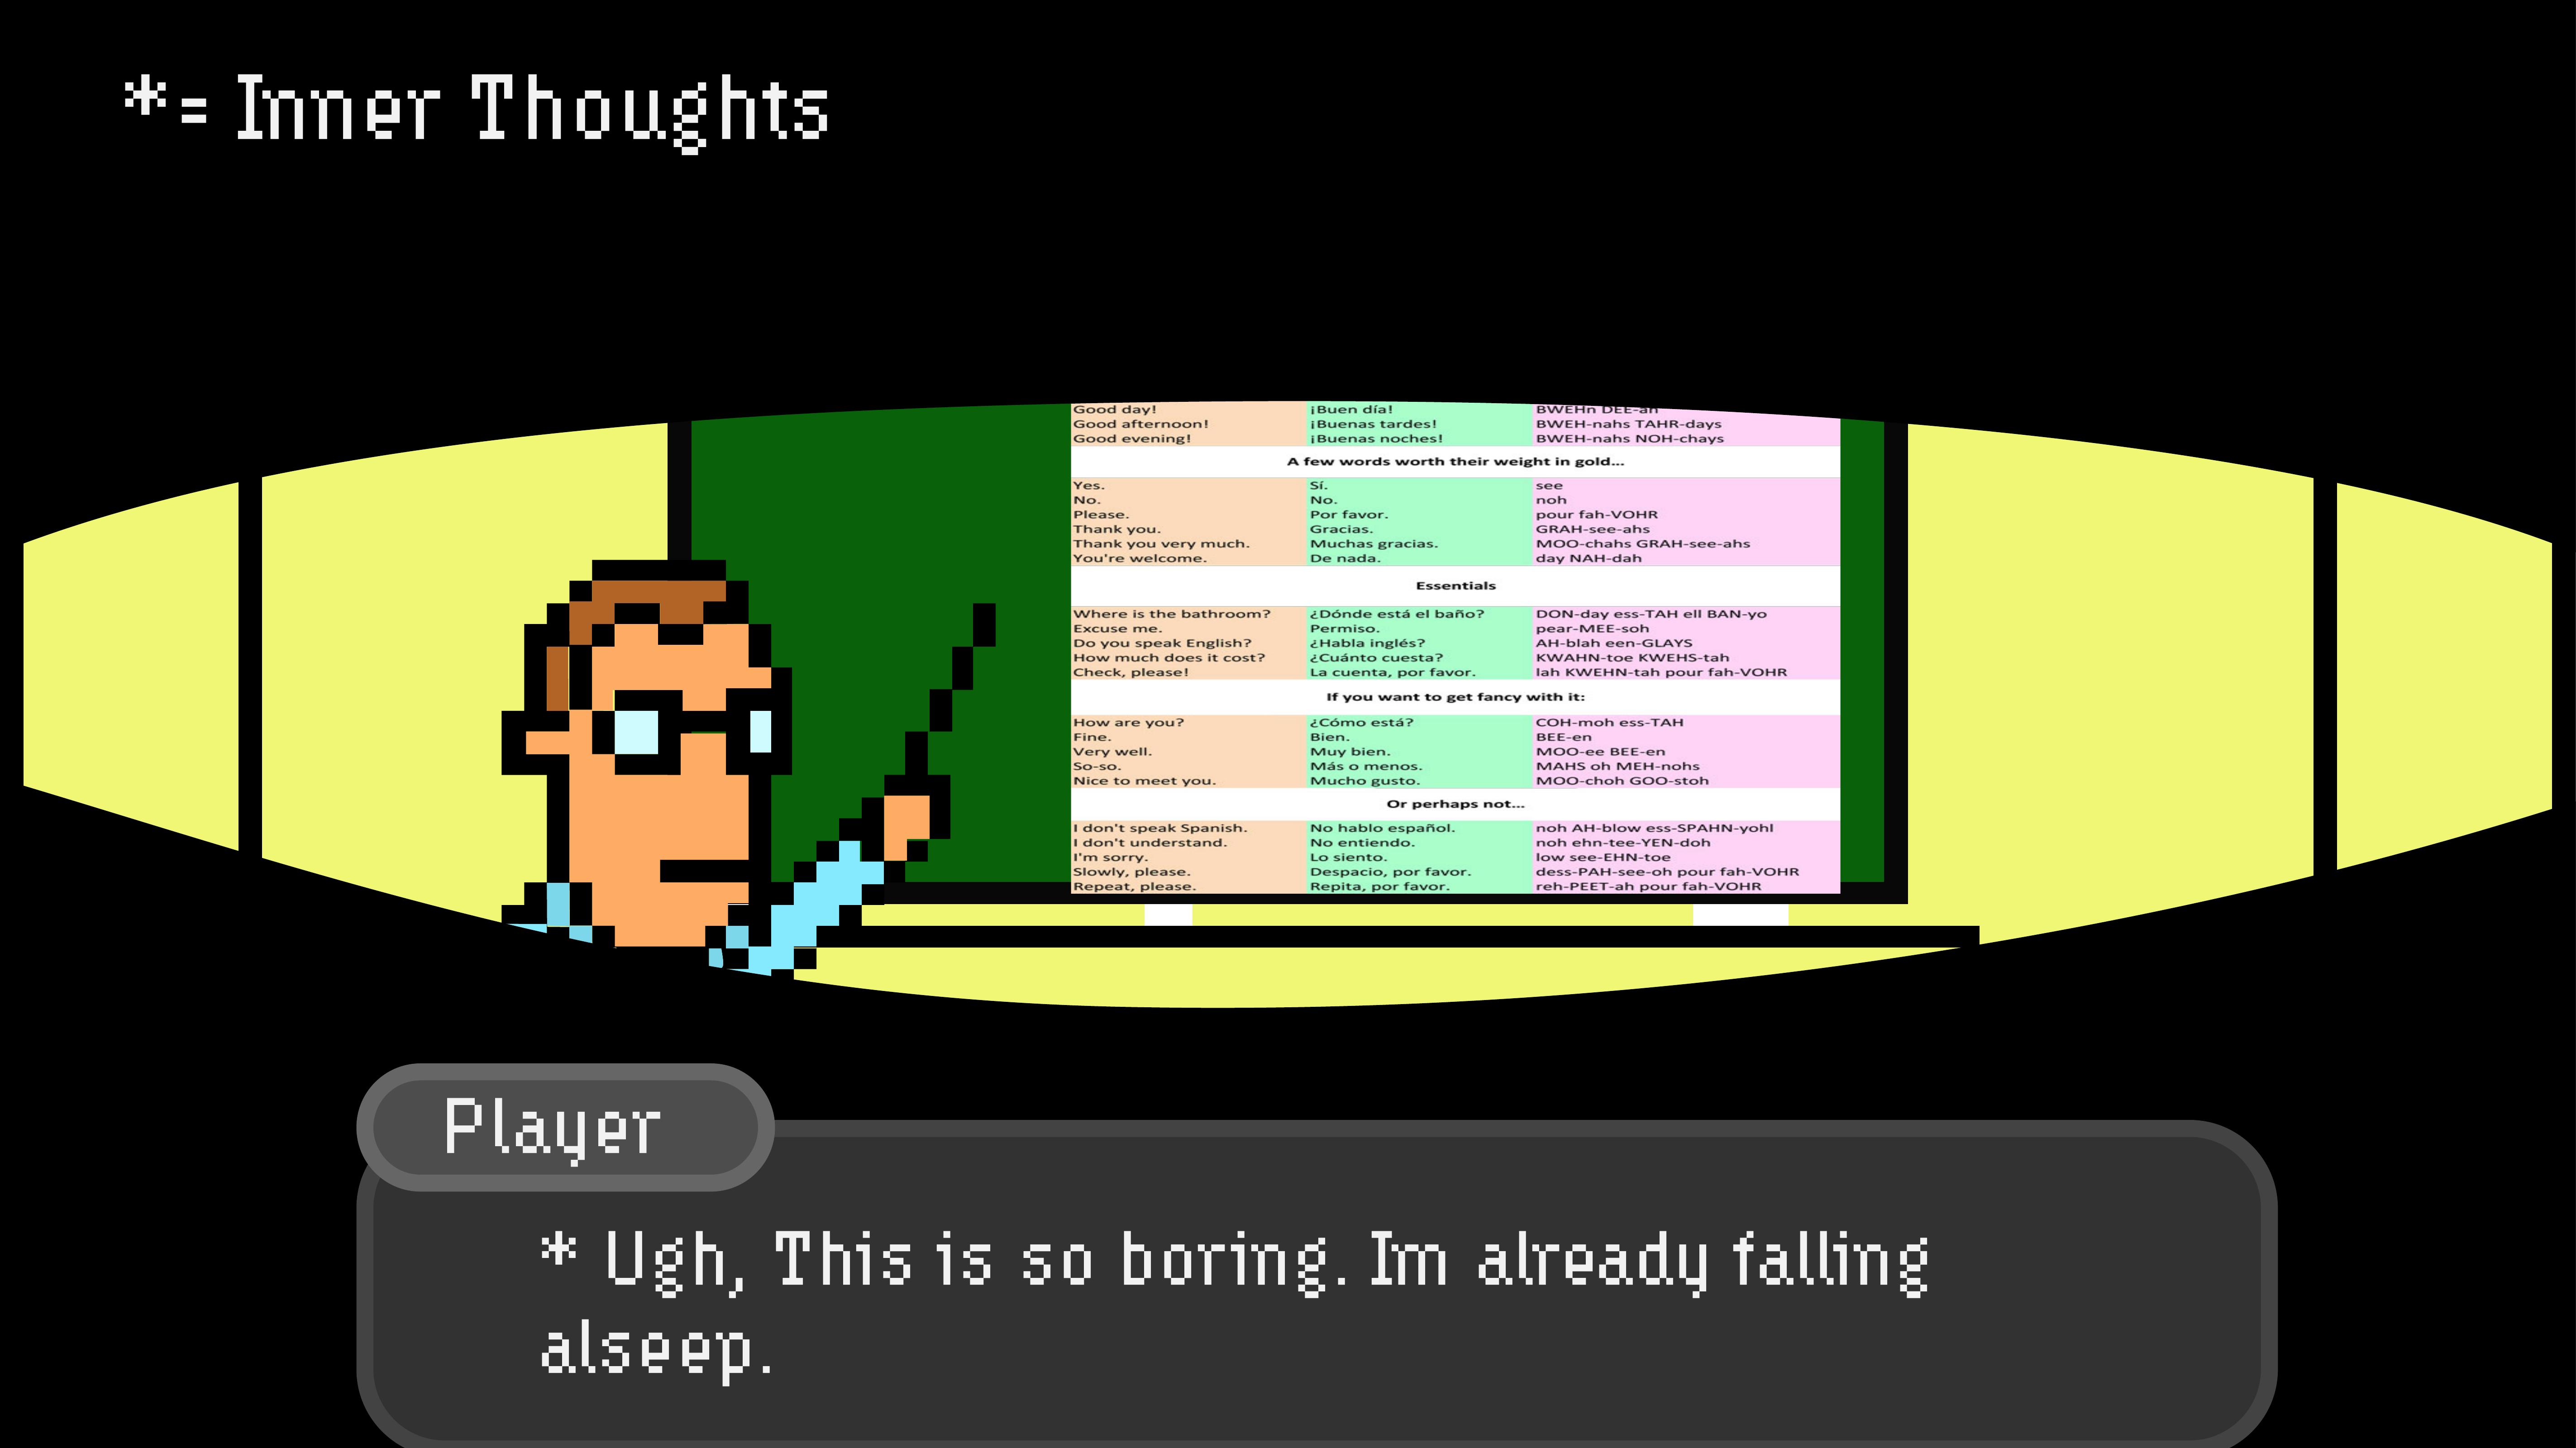 *= Inner Thoughts
Good day! ¡Buen día! BWEHn DEE-ah
Good afternoon! ¡Buenas tardes! BWEH-nahs TAHR-days
Good evening! ¡Buenas noches! BWEH-nahs NOH-chays
A few words worth their weight in gold...
Yes. Sí. see
No. No. noh
Please. Por favor. pour fah-VOHR
Thank you. Gracias. GRAH-see-ahs
Thank you very much. Muchas gracias. MOO-chahs GRAH-see-ahs
You're welcome. De nada. day NAH-dah
Essentials
Where is the bathroom? ¿Dónde está el baño? DON-day ess-TAH ell BAN-yo
Excuse me. Permiso. pear-MEE-soh
Do you speak English? ¿Habla inglés? AH-blah een-GLAYS
How much does it cost? ¿Cuánto cuesta? KWAHN-toe KWEHS-tah
Check, please! La cuenta, por favor. lah KWEHN-tah pour fah-VOHR
If you want to get fancy with it:
How are you? ¿Cómo está? COH-moh ess-TAH
Fine. Bien. BEE-en
Very well. Muy bien. MOO-ee BEE-en
So-so. Más o menos. MAHS oh MEH-nohs
Nice to meet you. Mucho gusto. MOO-choh GOO-stoh
Or perhaps not...
I don't speak Spanish. No hablo español. noh AH-blow ess-SPAHN-yohl
I don't understand. No entiendo. noh ehn-tee-YEN-doh
I'm sorry. Lo siento. low see-EHN-toe
Slowly, please. Despacio, por favor. dess-PAH-see-oh pour fah-VOHR
Repeat, please. Repita, por favor. reh-PEET-ah pour fah-VOHR
Player
* Ugh, This is so boring. Im already falling
alseep.